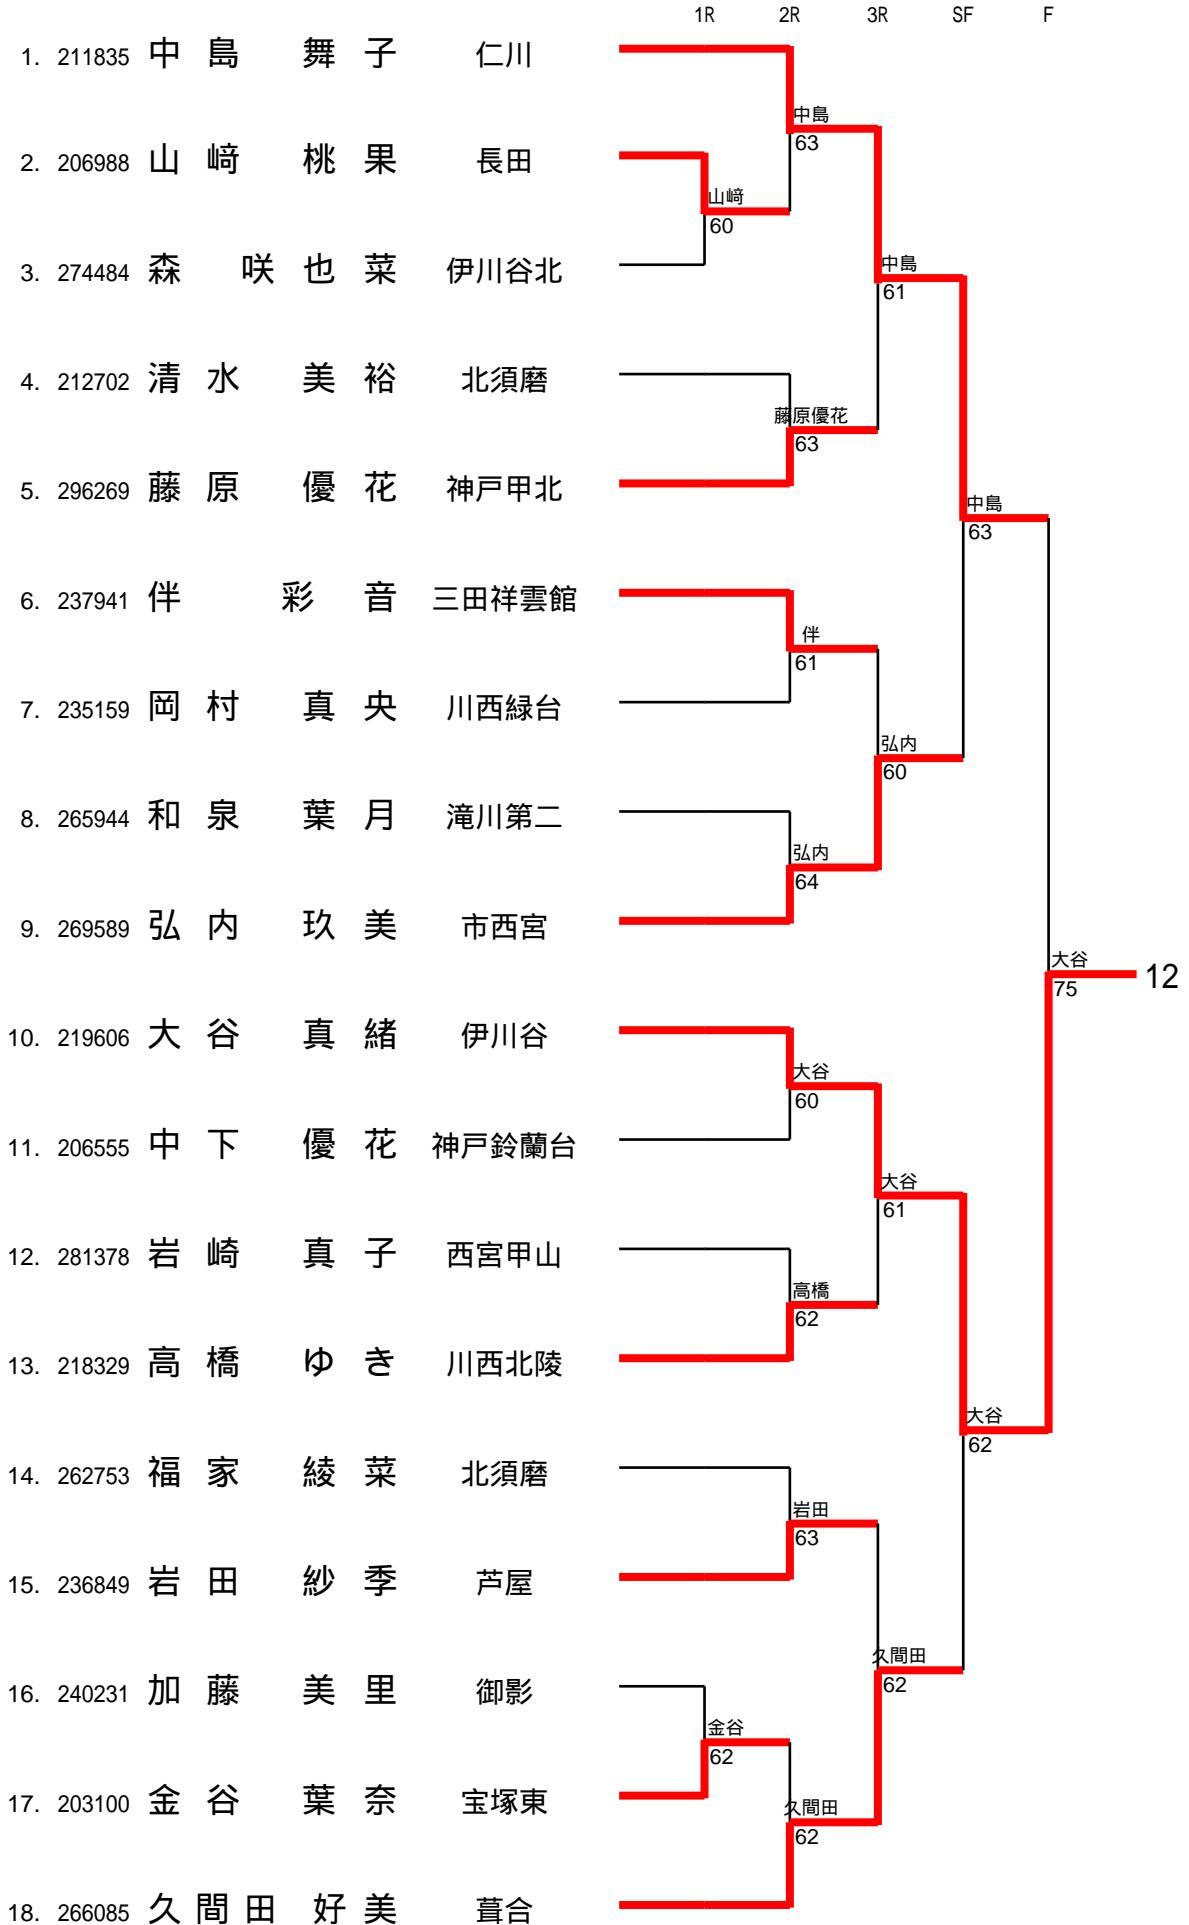 1R 2R 3R SF F
1. 211835 中島 舞子 仁川
中島
63
2. 206988 山﨑 桃果 長田
山﨑
60
3. 274484 森 咲也菜 伊川谷北
中島
61
4. 212702 清水 美裕 北須磨
藤原優花
63
5. 296269 藤原 優花 神戸甲北
中島
63
6. 237941 伴 彩音 三田祥雲館
伴
61
7. 235159 岡村 真央 川西緑台
弘内
60
8. 265944 和泉 葉月 滝川第二
弘内
64
9. 269589 弘内 玖美 市西宮
大谷
75
12
10. 219606 大谷 真緒 伊川谷
大谷
60
11. 206555 中下 優花 神戸鈴蘭台
大谷
61
12. 281378 岩崎 真子 西宮甲山
高橋
62
13. 218329 高橋 ゆき 川西北陵
大谷
62
14. 262753 福家 綾菜 北須磨
岩田
63
15. 236849 岩田 紗季 芦屋
久間田
62
16. 240231 加藤 美里 御影
金谷
62
17. 203100 金谷 葉奈 宝塚東
久間田
62
18. 266085 久間田 好美 葺合